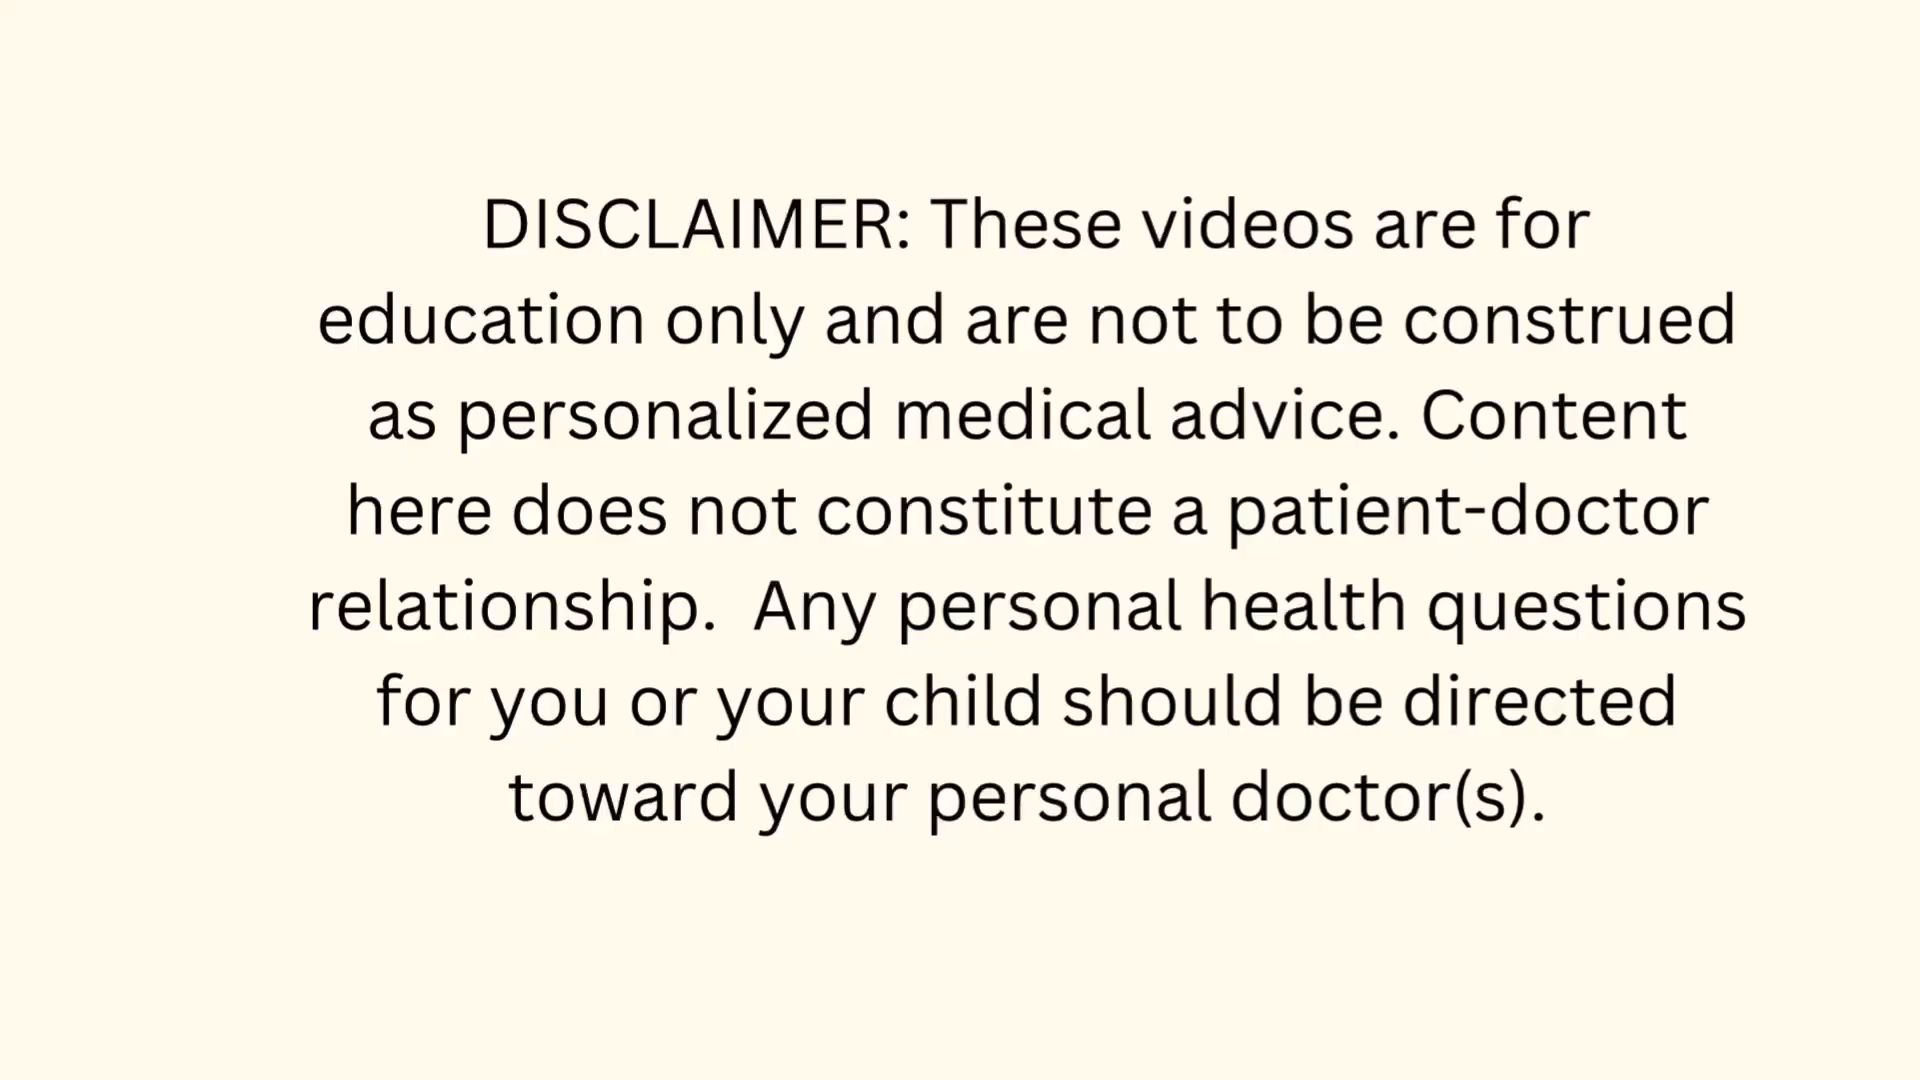 DISCLAIMER: These videos are for
education only and are not to be construed
as personalized medical advice. Content
here does not constitute a patient-doctor
relationship.  Any personal health questions
for you or your child should be directed
toward your personal doctor(s).